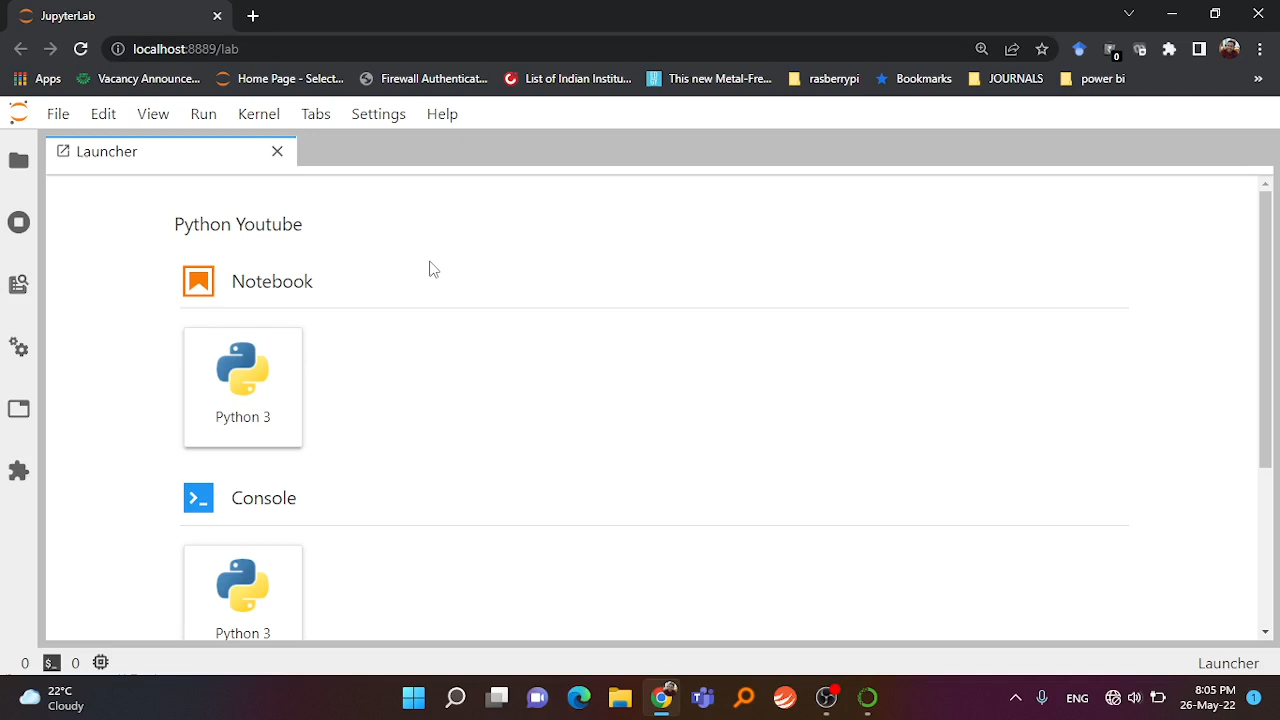 JupyterLab
localhost:8889/lab
0
Apps
Vacancy Announce...
Home Page - Select...
Firewall Authenticat...
List of Indian Institu...
This new Metal-Fre...
rasberrypi
Bookmarks
JOURNALS
power bi
»
File Edit View Run Kernel Tabs Settings Help
Launcher
Python Youtube
Notebook
Python 3
>_ Console
Python 3
0 $_ 0
Launcher
22°C
Cloudy
ENG
8:05 PM
26-May-22
1